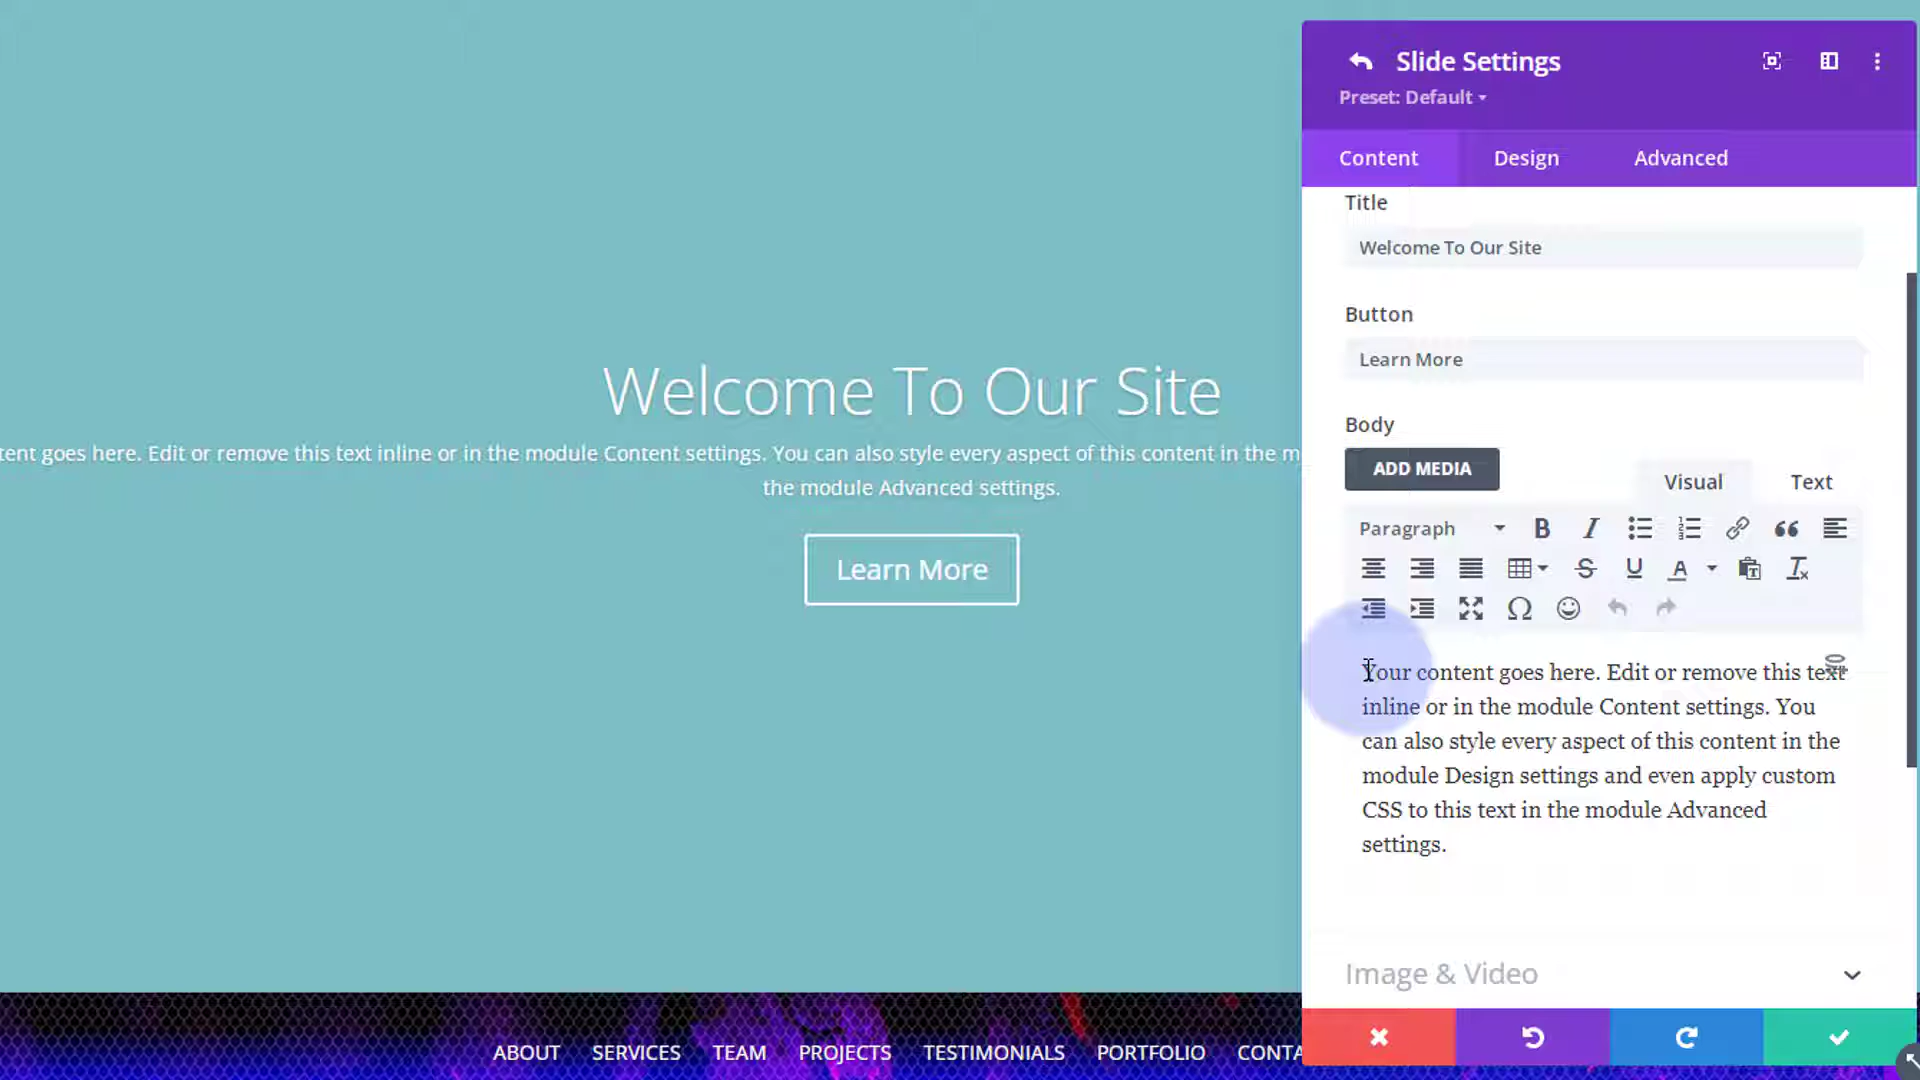 Slide Settings
Preset: Default
Content
Design
Advanced
Title
Welcome To Our Site
Button
Learn More
Body
ADD MEDIA
Visual
Text
Paragraph
Your content goes here. Edit or remove this text
inline or in the module Content settings. You
can also style every aspect of this content in the
module Design settings and even apply custom
CSS to this text in the module Advanced
settings.
Image & Video
Welcome To Our Site
goes here. Edit or remove this text inline or in the module Content settings. You can also style every aspect of this content in the
the module Advanced settings.
Learn More
ABOUT
SERVICES
TEAM
PROJECTS
TESTIMONIALS
PORTFOLIO